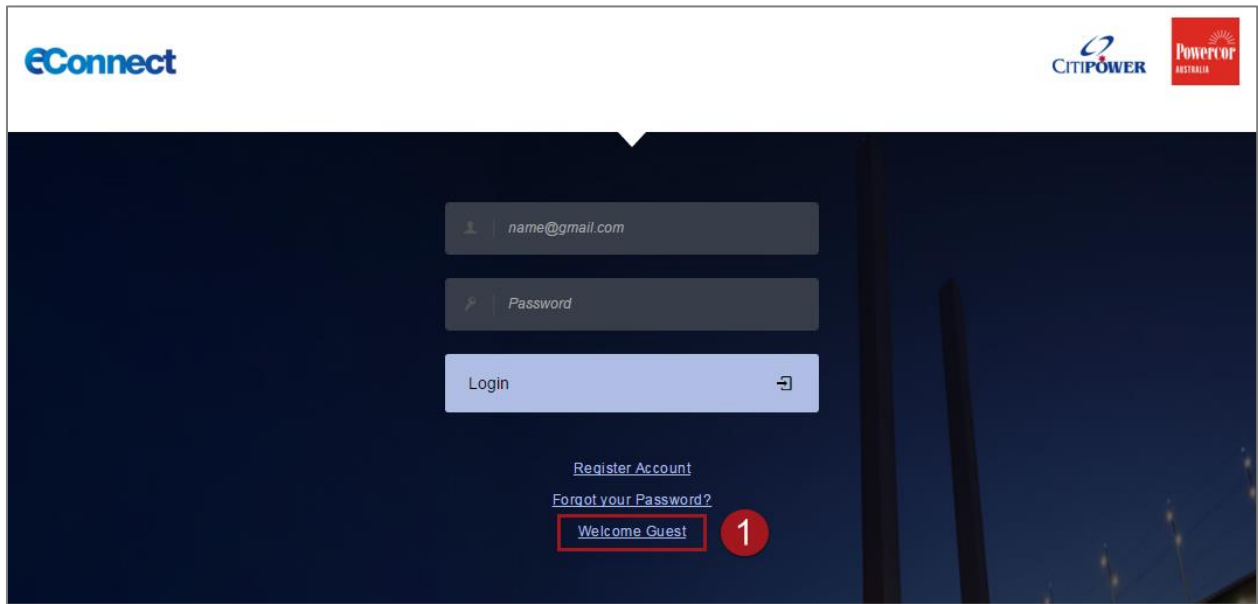 eConnect
CITIPOWER
Powercor
AUSTRALIA
name@gmail.com
Password
Login
Register Account
Forgot your Password?
Welcome Guest
1